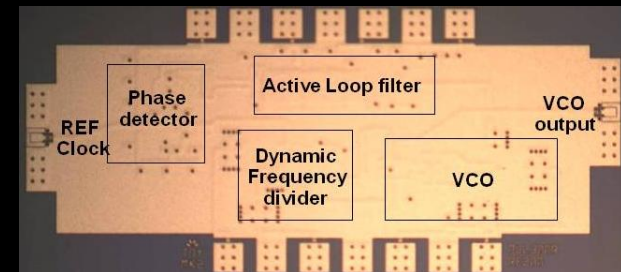 Phase
detector
Active Loop filter
REF
Clock
VCO
output
Dynamic
Frequency
divider
VCO